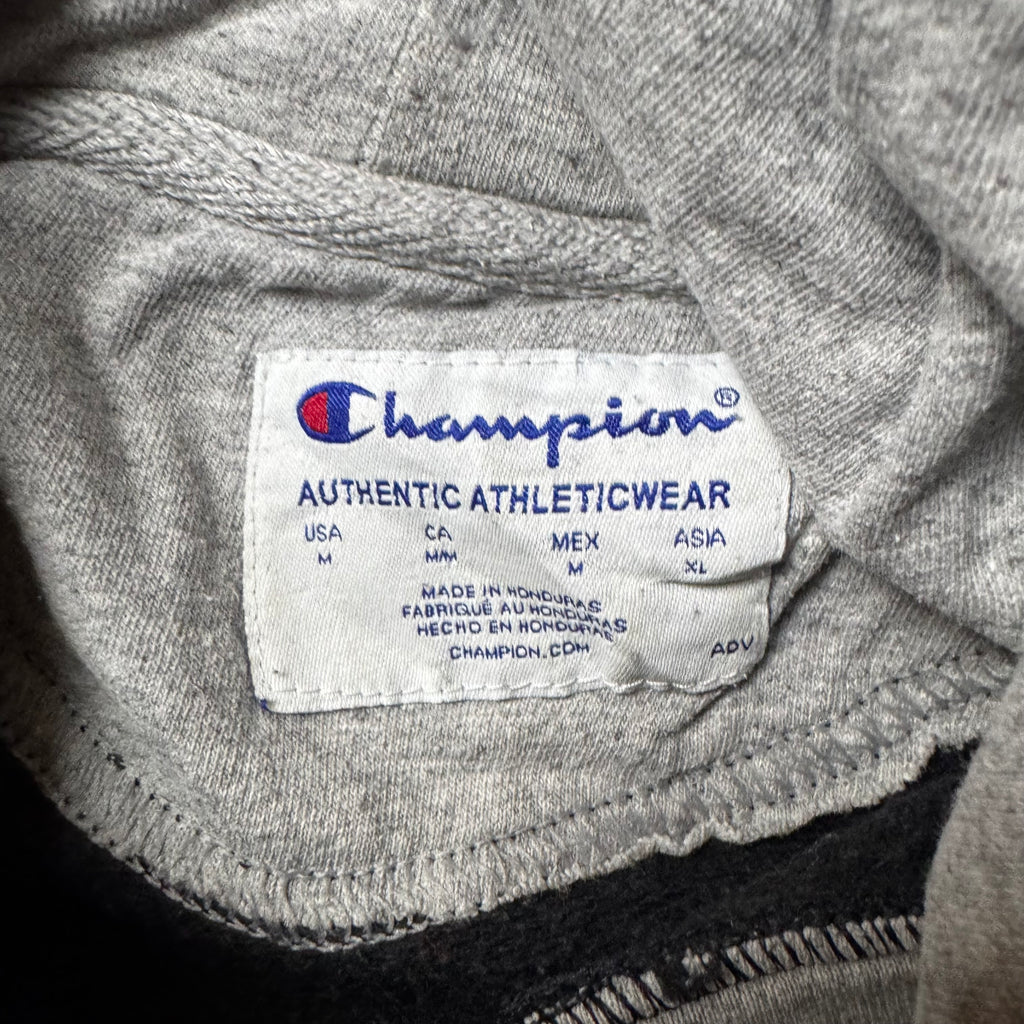 Champion®
AUTHENTIC ATHLETICWEAR
USA CA MEX ASIA
M M/M M XL
MADE IN HONDURAS
FABRIQUÉ AU HONDURAS
HECHO EN HONDURAS
CHAMPION.COM
ADV